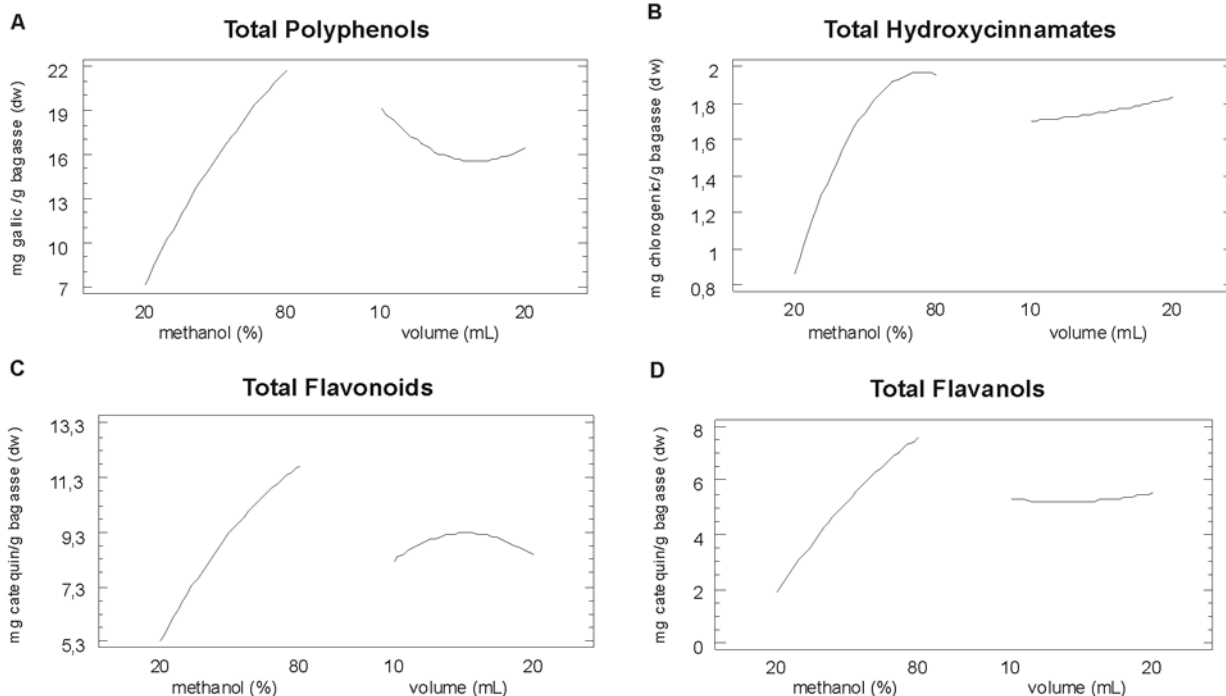 A
Total Polyphenols
mg gallic /g bagasse (dw)
22
19
16
13
10
7
20 80 10 20
methanol (%) volume (mL)
B
Total Hydroxycinnamates
mg chlorogenic/g bagasse (dw)
2
1,8
1,6
1,4
1,2
1
0,8
20 80 10 20
methanol (%) volume (mL)
C
Total Flavonoids
mg catequin/g bagasse (dw)
13,3
11,3
9,3
7,3
5,3
20 80 10 20
methanol (%) volume (mL)
D
Total Flavanols
mg catequin/g bagasse (dw)
8
6
4
2
0
20 80 10 20
methanol (%) volume (mL)